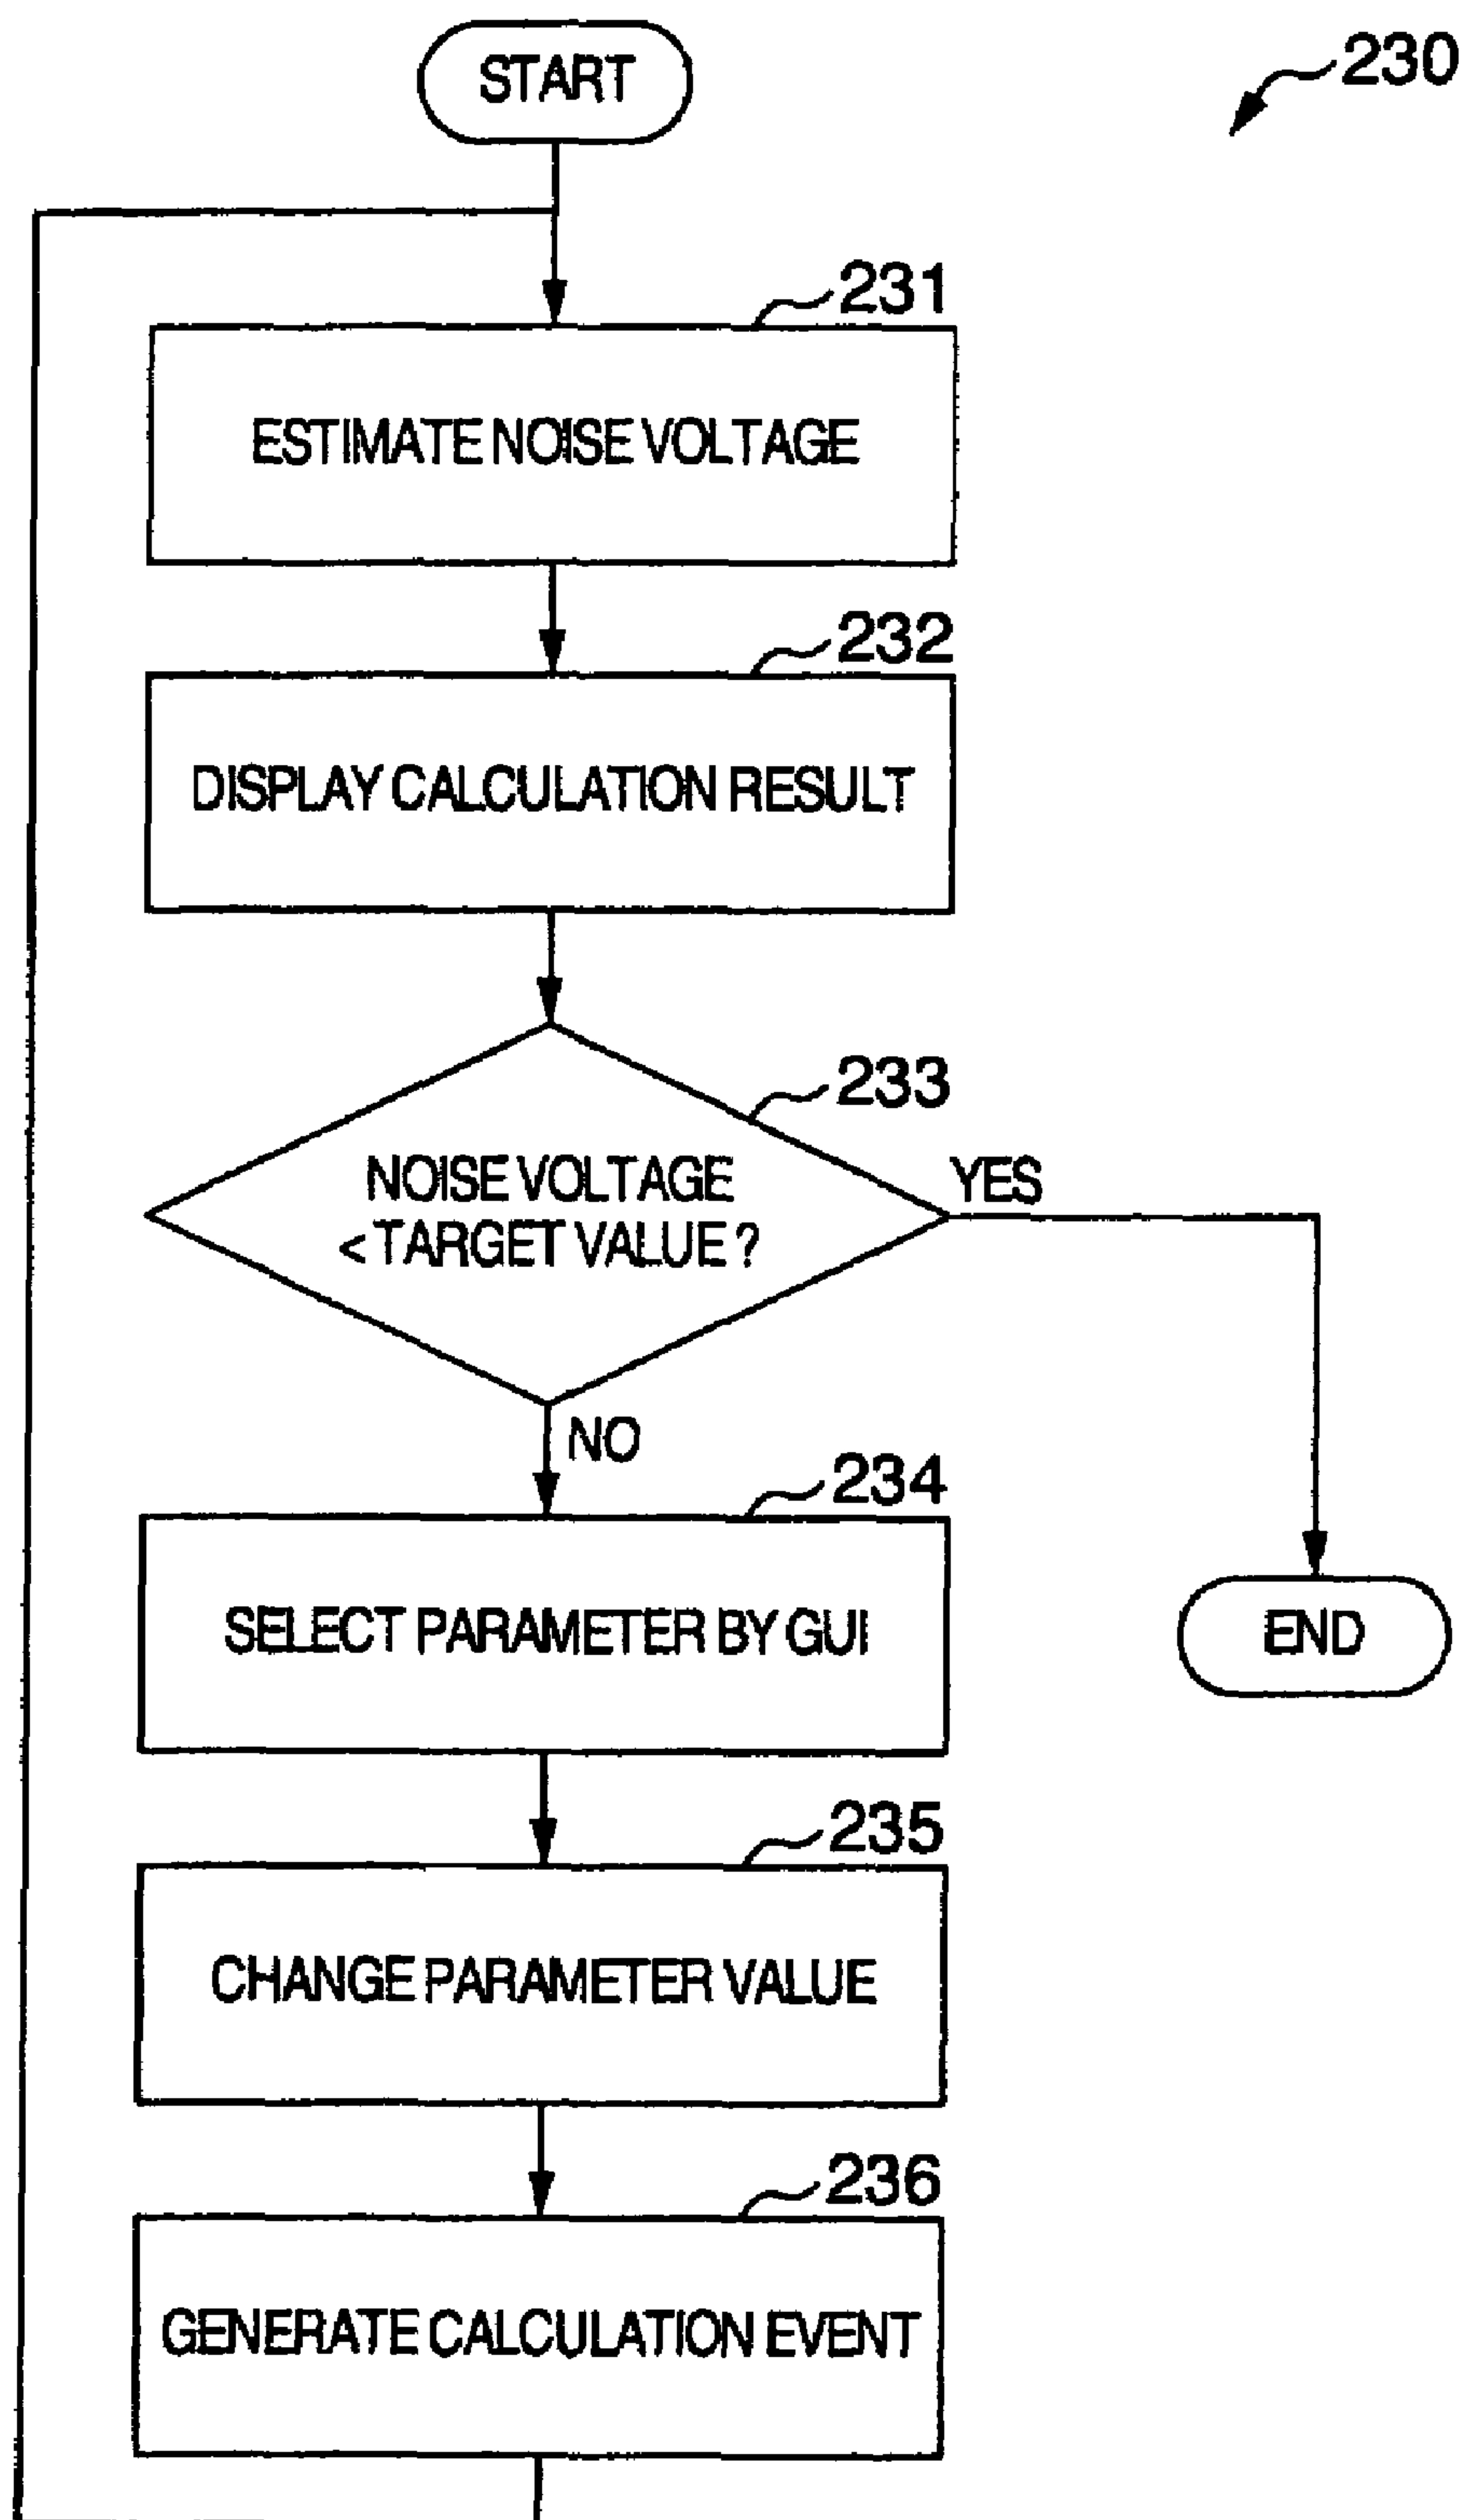 START
230
231
ESTIMATE NOISE VOLTAGE
232
DISPLAY CALCULATION RESULT
233
NOISE VOLTAGE
< TARGET VALUE ?
YES
NO
234
SELECT PARAMETER BY GUI
END
235
CHANGE PARAMETER VALUE
236
GENERATE CALCULATION EVENT